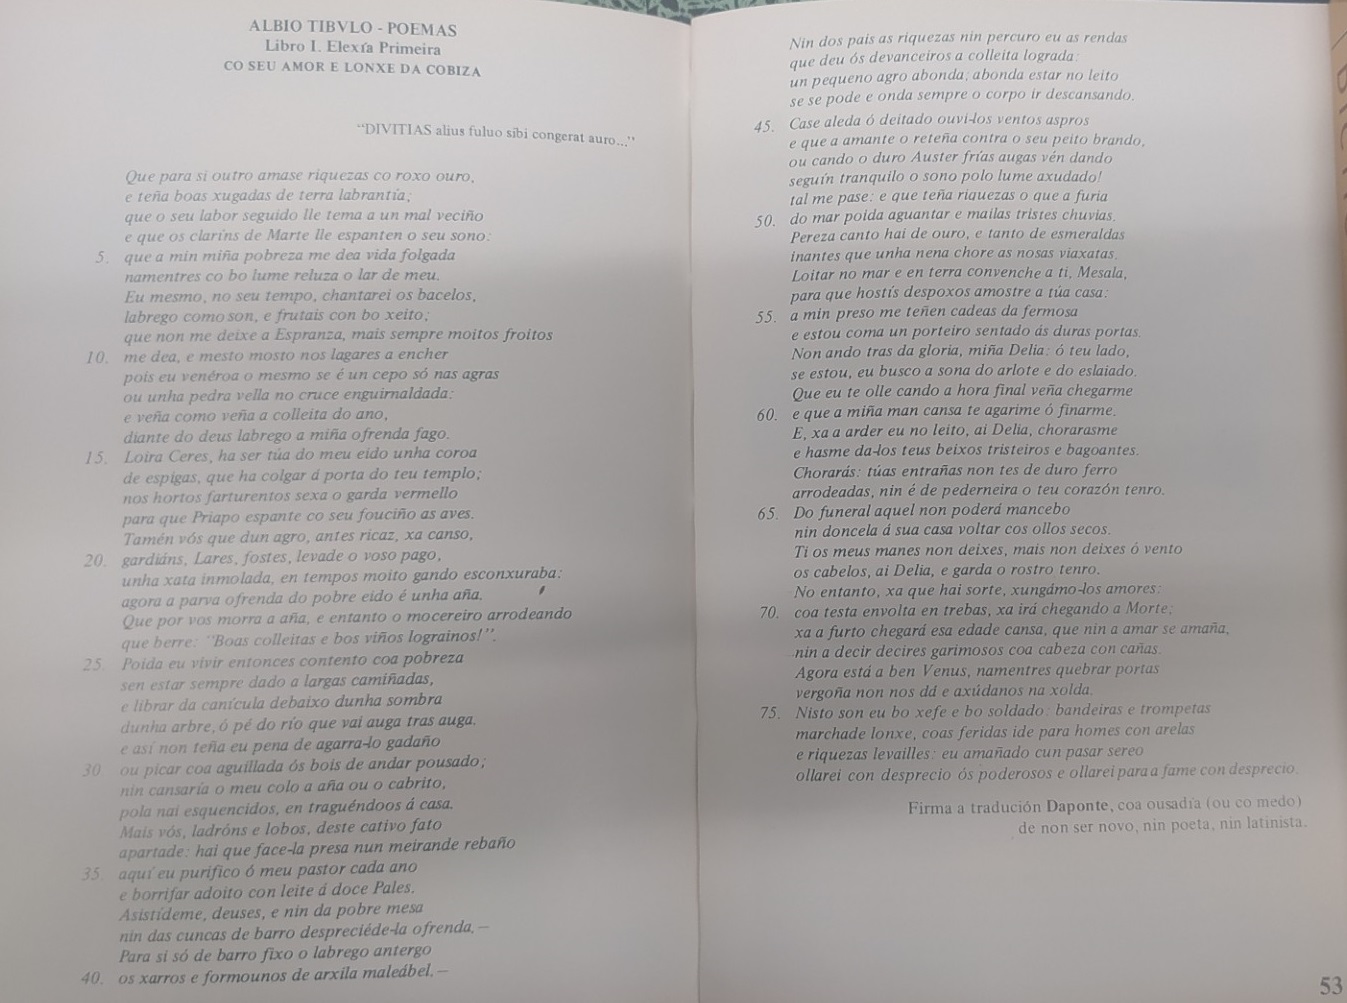 ALBIO TIBVLO - POEMAS
Libro I. Elexía Primeira
CO SEU AMOR E LONXE DA COBIZA
"DIVITIAS alius fuluo sibi congerat auro..."
Que para si outro amase riquezas co roxo ouro,
e teña boas xugadas de terra labrantía;
que o seu labor seguido lle tema a un mal veciño
e que os claríns de Marte lle espanten o seu sono:
5. que a min miña pobreza me dea vida folgada
namentres co bo lume reluza o lar de meu.
Eu mesmo, no seu tempo, chantarei os bacelos,
labrego como son, e frutais con bo xeito;
que non me deixe a Espranza, mais sempre moitos froitos
10. me dea, e mesto mosto nos lagares a encher
pois eu venéroa o mesmo se é un cepo só nas agras
ou unha pedra vella no cruce enguirnaldada:
e veña como veña a colleita do ano,
diante do deus labrego a miña ofrenda fago.
15. Loira Ceres, ha ser túa do meu eido unha coroa
de espigas, que ha colgar á porta do teu templo;
nos hortos farturentos sexa o garda vermello
para que Priapo espante co seu fouciño as aves.
Tamén vós que dun agro, antes ricaz, xa canso,
20. gardiáns, Lares, fostes, levade o voso pago,
unha xata inmolada, en tempos moito gando esconxuraba:
agora a parva ofrenda do pobre eido é unha aña.
Que por vos morra a aña, e entanto o mocereiro arrodeando
que berre: "Boas colleitas e bos viños lograinos!".
25. Poida eu vivir entonces contento coa pobreza
sen estar sempre dado a largas camiñadas,
e librar da canícula debaixo dunha sombra
dunha arbre, ó pé do río que vai auga tras auga.
e así non teña eu pena de agarra-lo gadaño
30 ou picar coa aguillada ós bois de andar pousado;
nin cansaría o meu colo a aña ou o cabrito,
pola nai esquencidos, en traguéndoos á casa.
Mais vós, ladróns e lobos, deste cativo fato
apartade: hai que face-la presa nun meirande rebaño
35. aquí eu purifico ó meu pastor cada ano
e borrifar adoito con leite á doce Pales.
Asistídeme, deuses, e nin da pobre mesa
nin das cuncas de barro despreciéde-la ofrenda. —
Para si só de barro fixo o labrego antergo
40. os xarros e formounos de arxila maleábel. —
Nin dos pais as riquezas nin percuro eu as rendas
que deu ós devanceiros a colleita lograda:
un pequeno agro abonda; abonda estar no leito
se se pode e onda sempre o corpo ir descansando.
45. Case aleda ó deitado ouvi-los ventos aspros
e que a amante o reteña contra o seu peito brando,
ou cando o duro Auster frías augas vén dando
seguín tranquilo o sono polo lume axudado!
tal me pase: e que teña riquezas o que a furia
50. do mar poida aguantar e mailas tristes chuvias.
Pereza canto hai de ouro, e tanto de esmeraldas
inantes que unha nena chore as nosas viaxatas.
Loitar no mar e en terra convenche a ti, Mesala,
para que hostís despoxos amostre a túa casa:
55. a min preso me teñen cadeas da fermosa
e estou coma un porteiro sentado ás duras portas.
Non ando tras da gloria, miña Delia: ó teu lado,
se estou, eu busco a sona do arlote e do eslaiado.
Que eu te olle cando a hora final veña chegarme
60. e que a miña man cansa te agarime ó finarme.
E, xa a arder eu no leito, ai Delia, chorarasme
e hasme da-los teus beixos tristeiros e bagoantes.
Chorarás: túas entrañas non tes de duro ferro
arrodeadas, nin é de pederneira o teu corazón tenro.
65. Do funeral aquel non poderá mancebo
nin doncela á sua casa voltar cos ollos secos.
Ti os meus manes non deixes, mais non deixes ó vento
os cabelos, ai Delia, e garda o rostro tenro.
No entanto, xa que hai sorte, xungámo-los amores:
70. coa testa envolta en trebas, xa irá chegando a Morte;
xa a furto chegará esa edade cansa, que nin a amar se amaña,
nin a decir decires garimosos coa cabeza con cañas.
Agora está a ben Venus, namentres quebrar portas
vergoña non nos dá e axúdanos na xolda.
75. Nisto son eu bo xefe e bo soldado: bandeiras e trompetas
marchade lonxe, coas feridas ide para homes con arelas
e riquezas levailles: eu amañado cun pasar sereo
ollarei con desprecio ós poderosos e ollarei para a fame con desprecio.
Firma a tradución Daponte, coa ousadía (ou co medo)
de non ser novo, nin poeta, nin latinista.
53